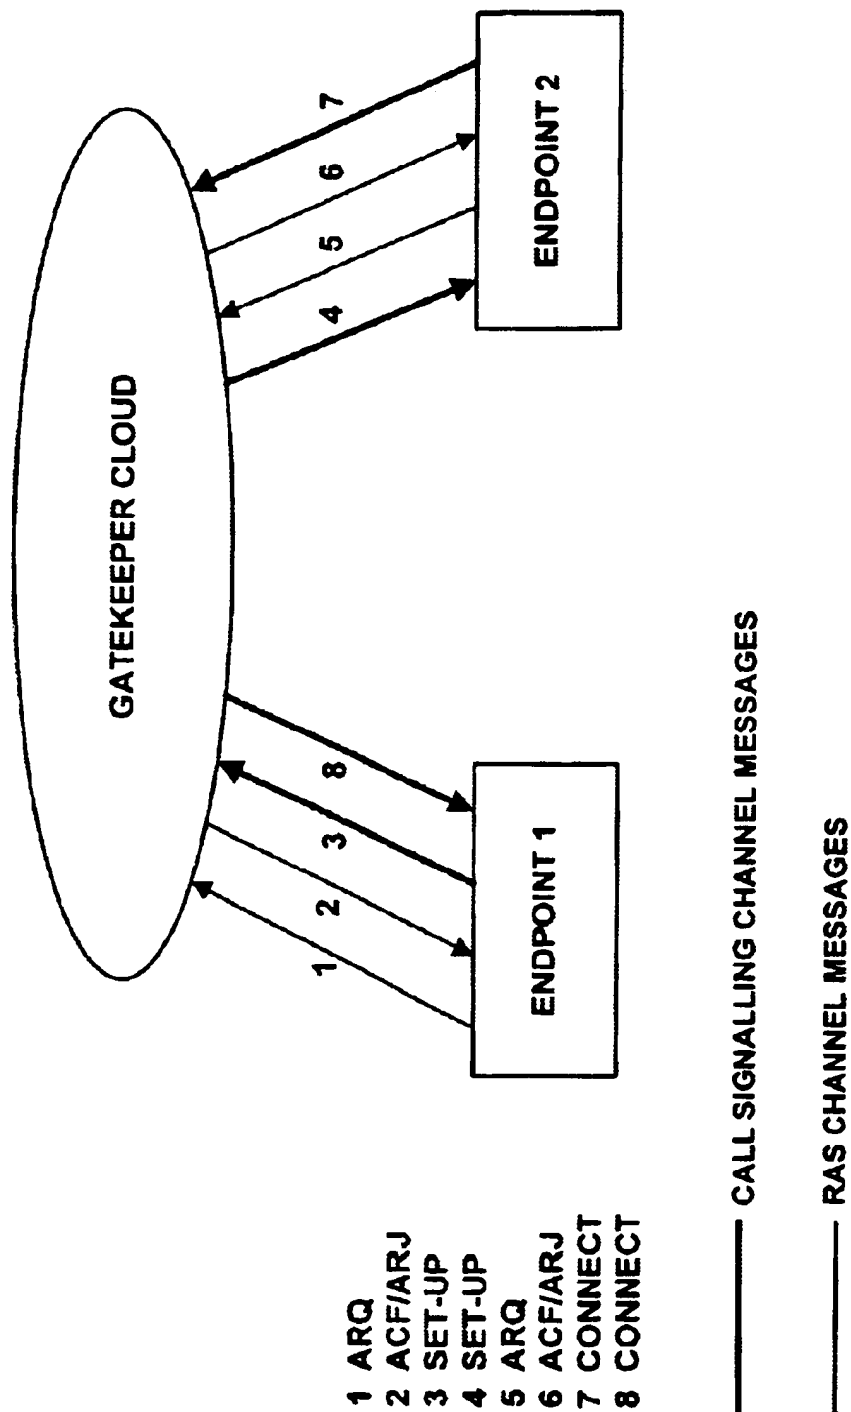 GATEKEEPER CLOUD
1
2
3
8
4
5
6
7
ENDPOINT 1
ENDPOINT 2
1 ARQ
2 ACF/ARJ
3 SET-UP
4 SET-UP
5 ARQ
6 ACF/ARJ
7 CONNECT
8 CONNECT
CALL SIGNALLING CHANNEL MESSAGES
RAS CHANNEL MESSAGES